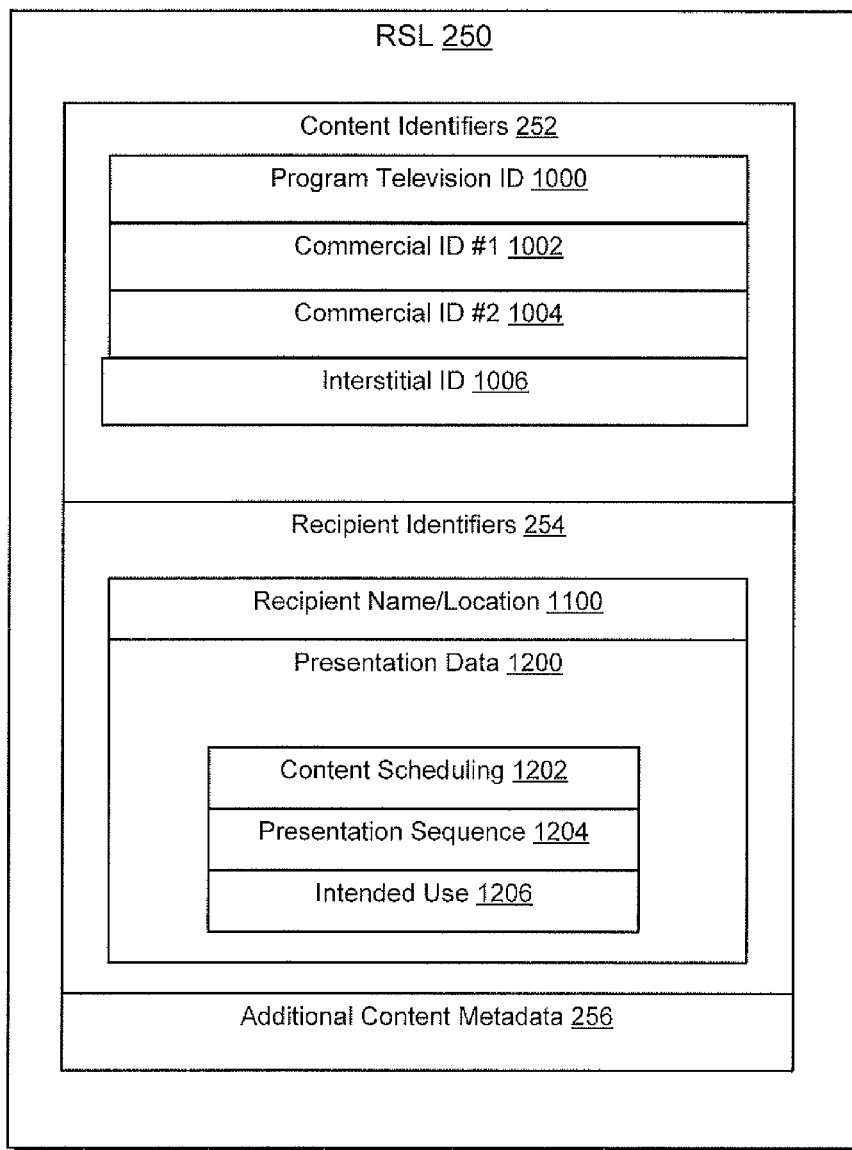 RSL 250
Content Identifiers 252
Program Television ID 1000
Commercial ID #1 1002
Commercial ID #2 1004
Interstitial ID 1006
Recipient Identifiers 254
Recipient Name/Location 1100
Presentation Data 1200
Content Scheduling 1202
Presentation Sequence 1204
Intended Use 1206
Additional Content Metadata 256